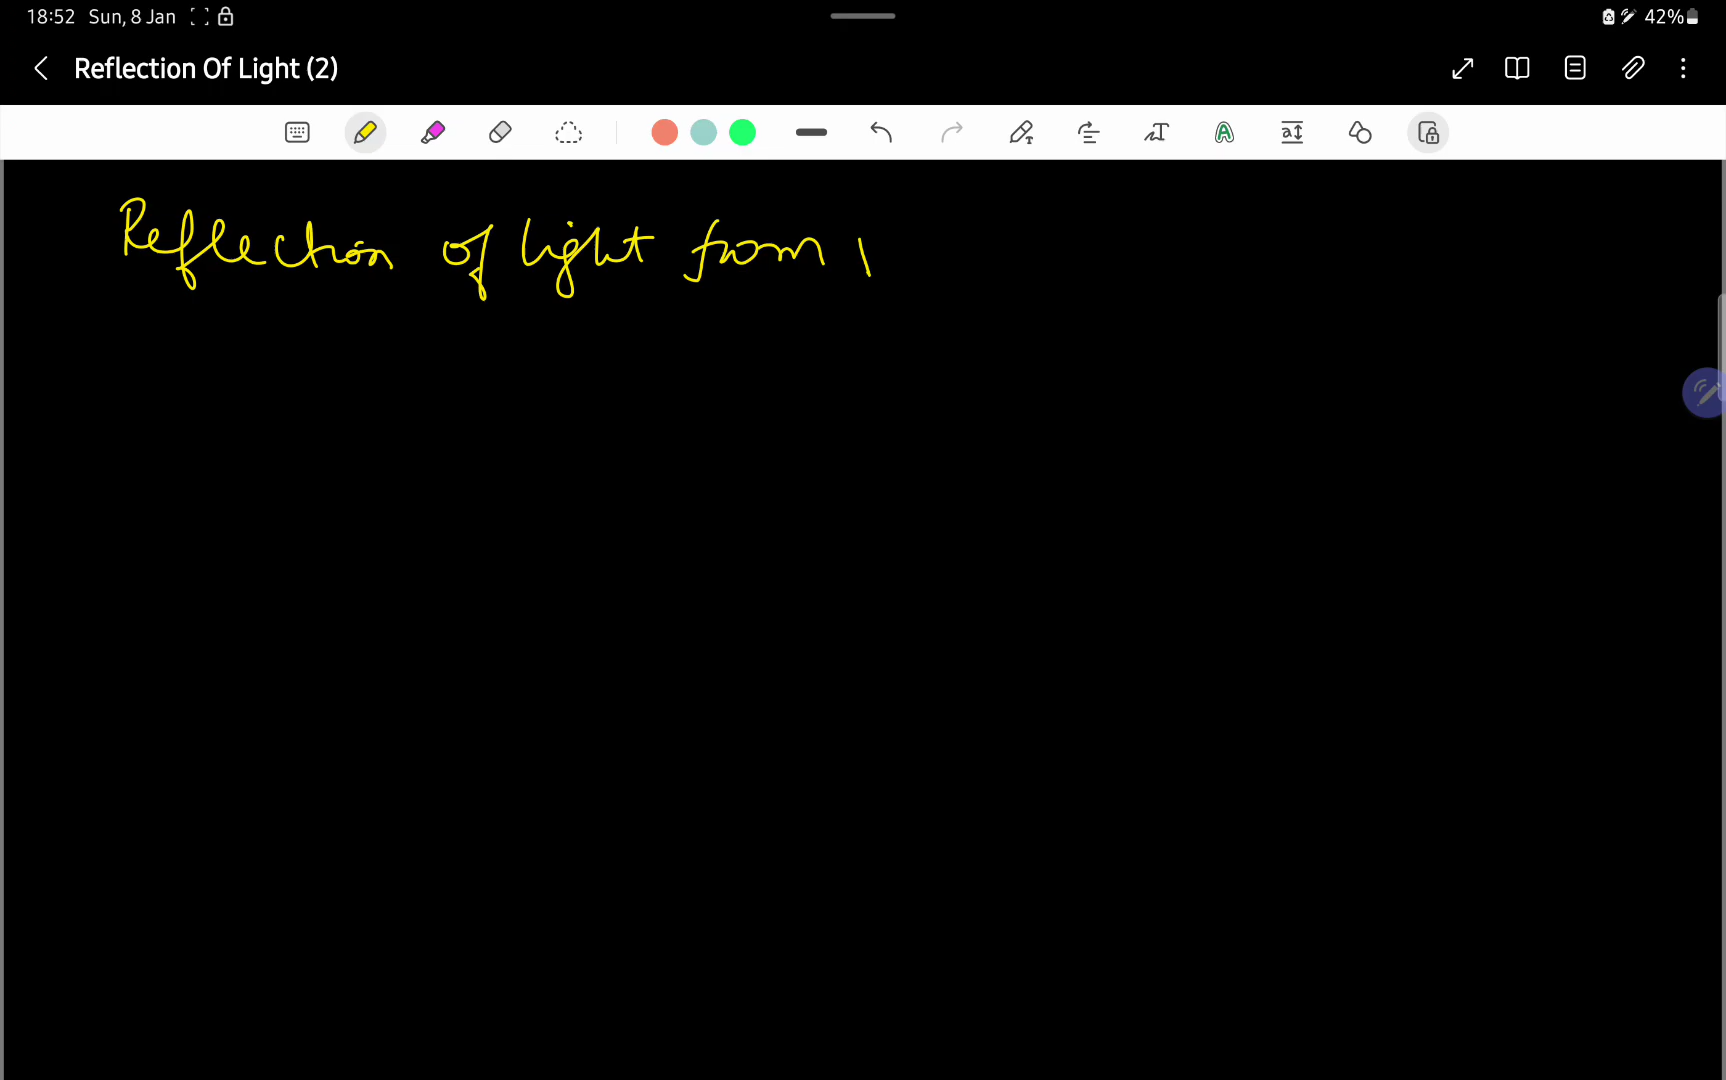 18:52 Sun, 8 Jan 42%
Reflection Of Light (2)
Reflection of light from